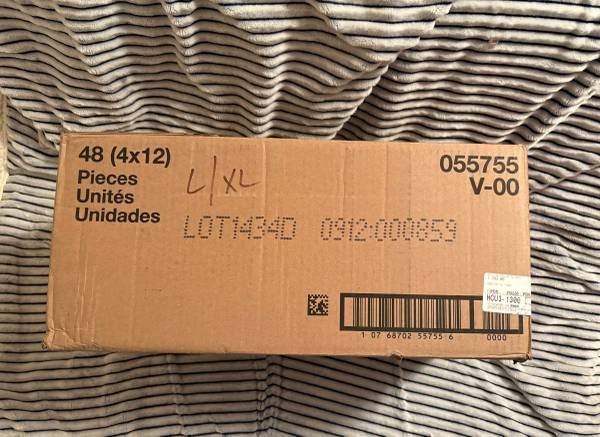 48 (4x12)
Pieces
Unités
Unidades
L/XL
055755
V-00
LOT1434D 0912-000859
HOU3-1300
1 07 68702 55755 6
0000